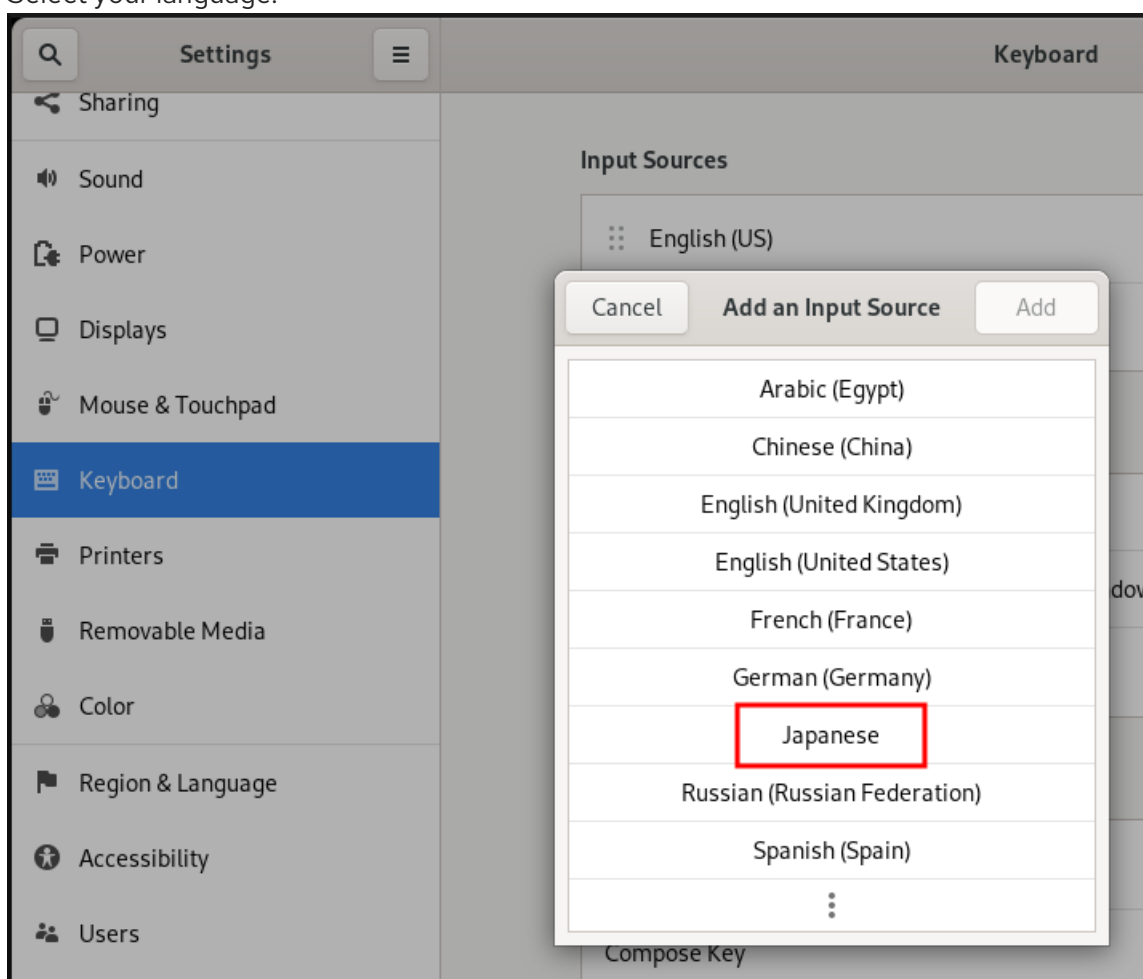 Select your language.
Settings
Keyboard
Sharing
Sound
Power
Displays
Mouse & Touchpad
Keyboard
Printers
Removable Media
Color
Region & Language
Accessibility
Users
Input Sources
English (US)
Cancel
Add an Input Source
Add
Arabic (Egypt)
Chinese (China)
English (United Kingdom)
English (United States)
French (France)
German (Germany)
Japanese
Russian (Russian Federation)
Spanish (Spain)
Compose Key